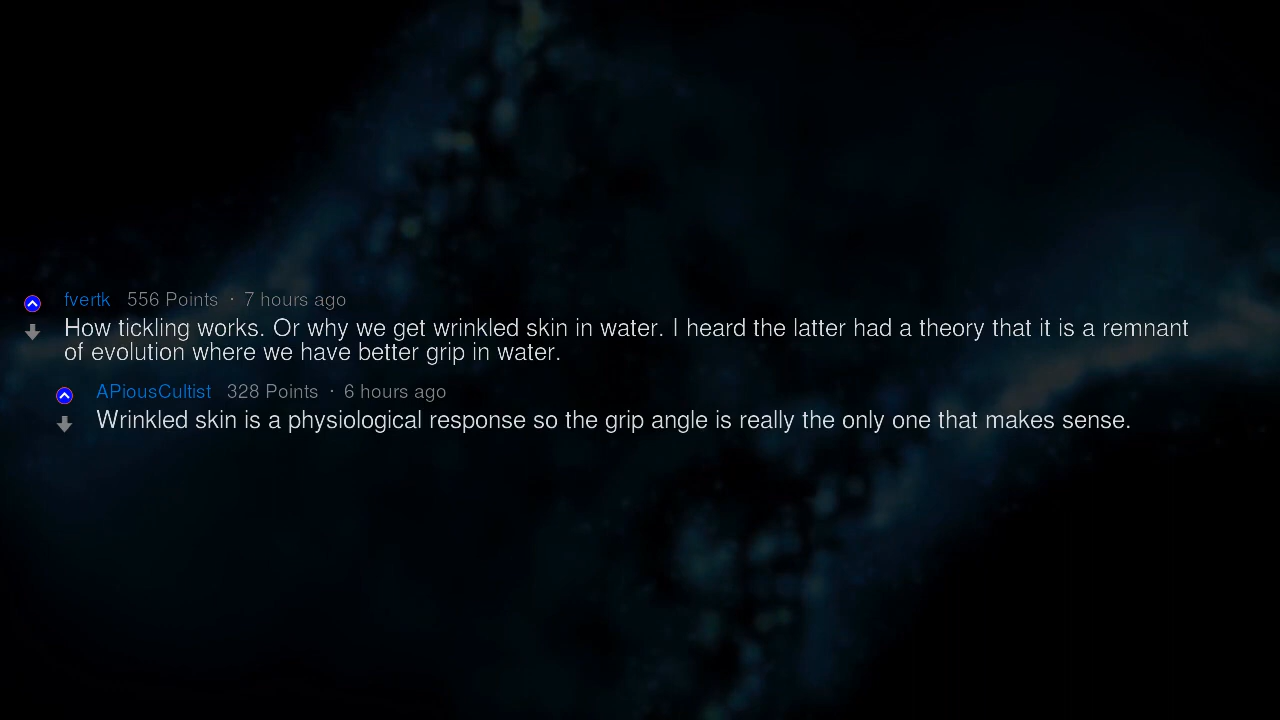 fvertk 556 Points · 7 hours ago
How tickling works. Or why we get wrinkled skin in water. I heard the latter had a theory that it is a remnant
of evolution where we have better grip in water.
APiousCultist 328 Points · 6 hours ago
Wrinkled skin is a physiological response so the grip angle is really the only one that makes sense.